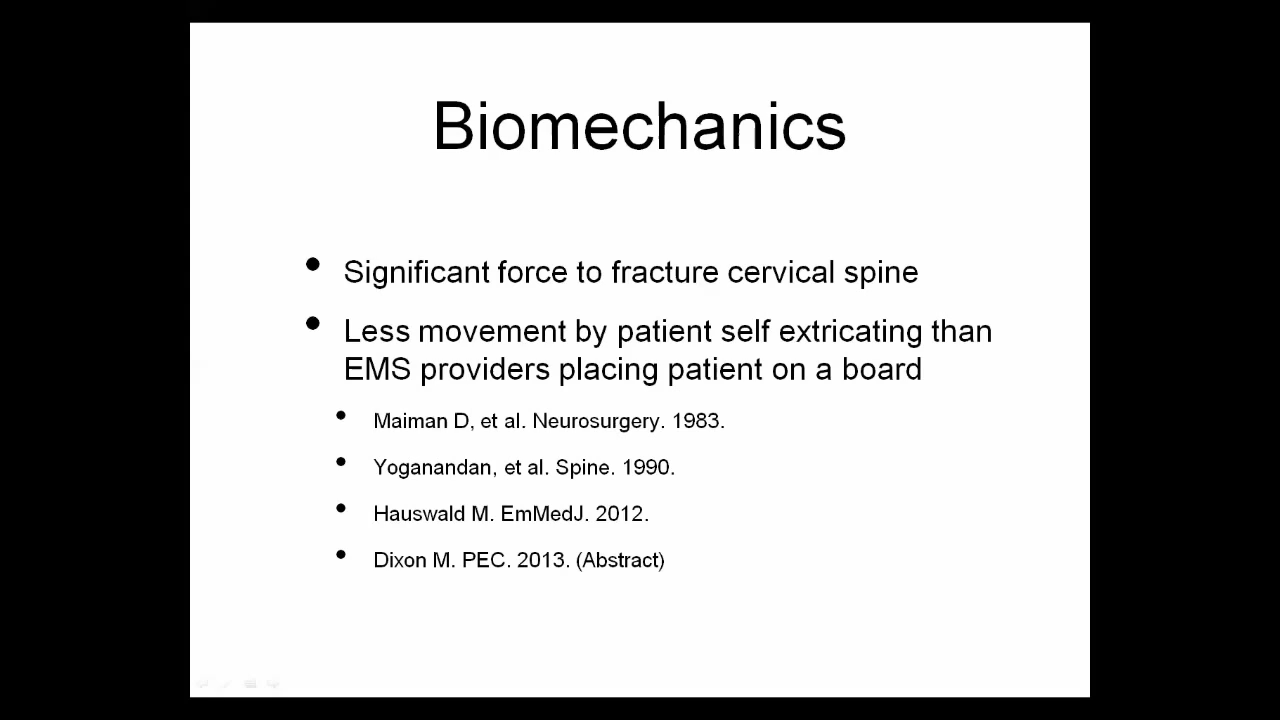 Biomechanics
• Significant force to fracture cervical spine
• Less movement by patient self extricating than
EMS providers placing patient on a board
• Maiman D, et al. Neurosurgery. 1983.
• Yoganandan, et al. Spine. 1990.
• Hauswald M. EmMedJ. 2012.
• Dixon M. PEC. 2013. (Abstract)